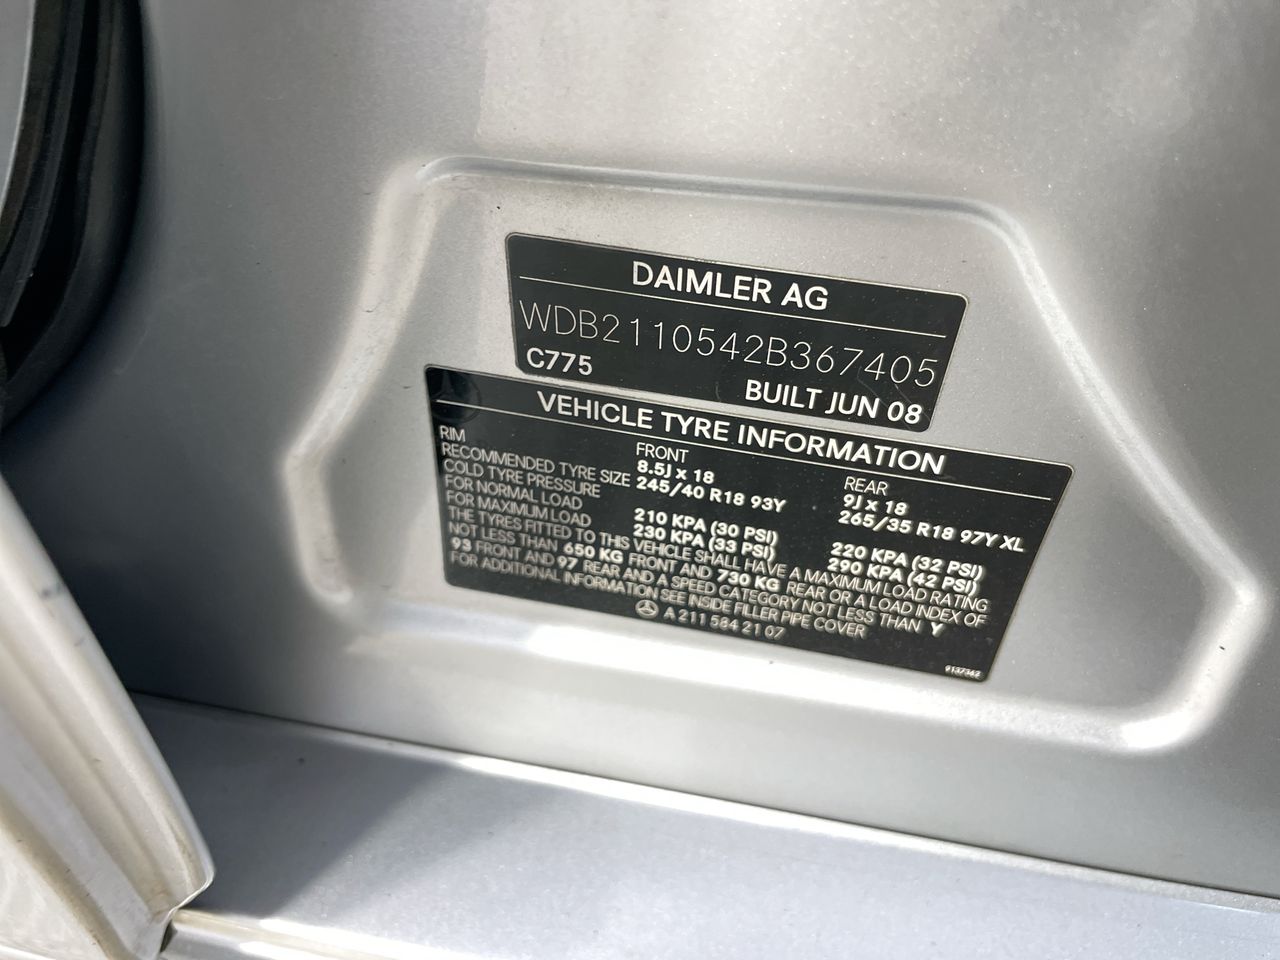 DAIMLER AG
WDB2110542B367405
C775
BUILT JUN 08
VEHICLE TYRE INFORMATION
RIM FRONT REAR
8.5J x 18 9J x 18
RECOMMENDED TYRE SIZE 245/40 R18 93Y 265/35 R18 97Y XL
COLD TYRE PRESSURE
FOR NORMAL LOAD 210 KPA (30 PSI) 220 KPA (32 PSI)
FOR MAXIMUM LOAD 230 KPA (33 PSI) 290 KPA (42 PSI)
THE TYRES FITTED TO THIS VEHICLE SHALL HAVE A MAXIMUM LOAD RATING
NOT LESS THAN 650 KG FRONT AND 730 KG REAR OR A LOAD INDEX OF
93 FRONT AND 97 REAR AND A SPEED CATEGORY NOT LESS THAN Y
FOR ADDITIONAL INFORMATION SEE INSIDE FILLER PIPE COVER
A 211 584 21 07
9137362